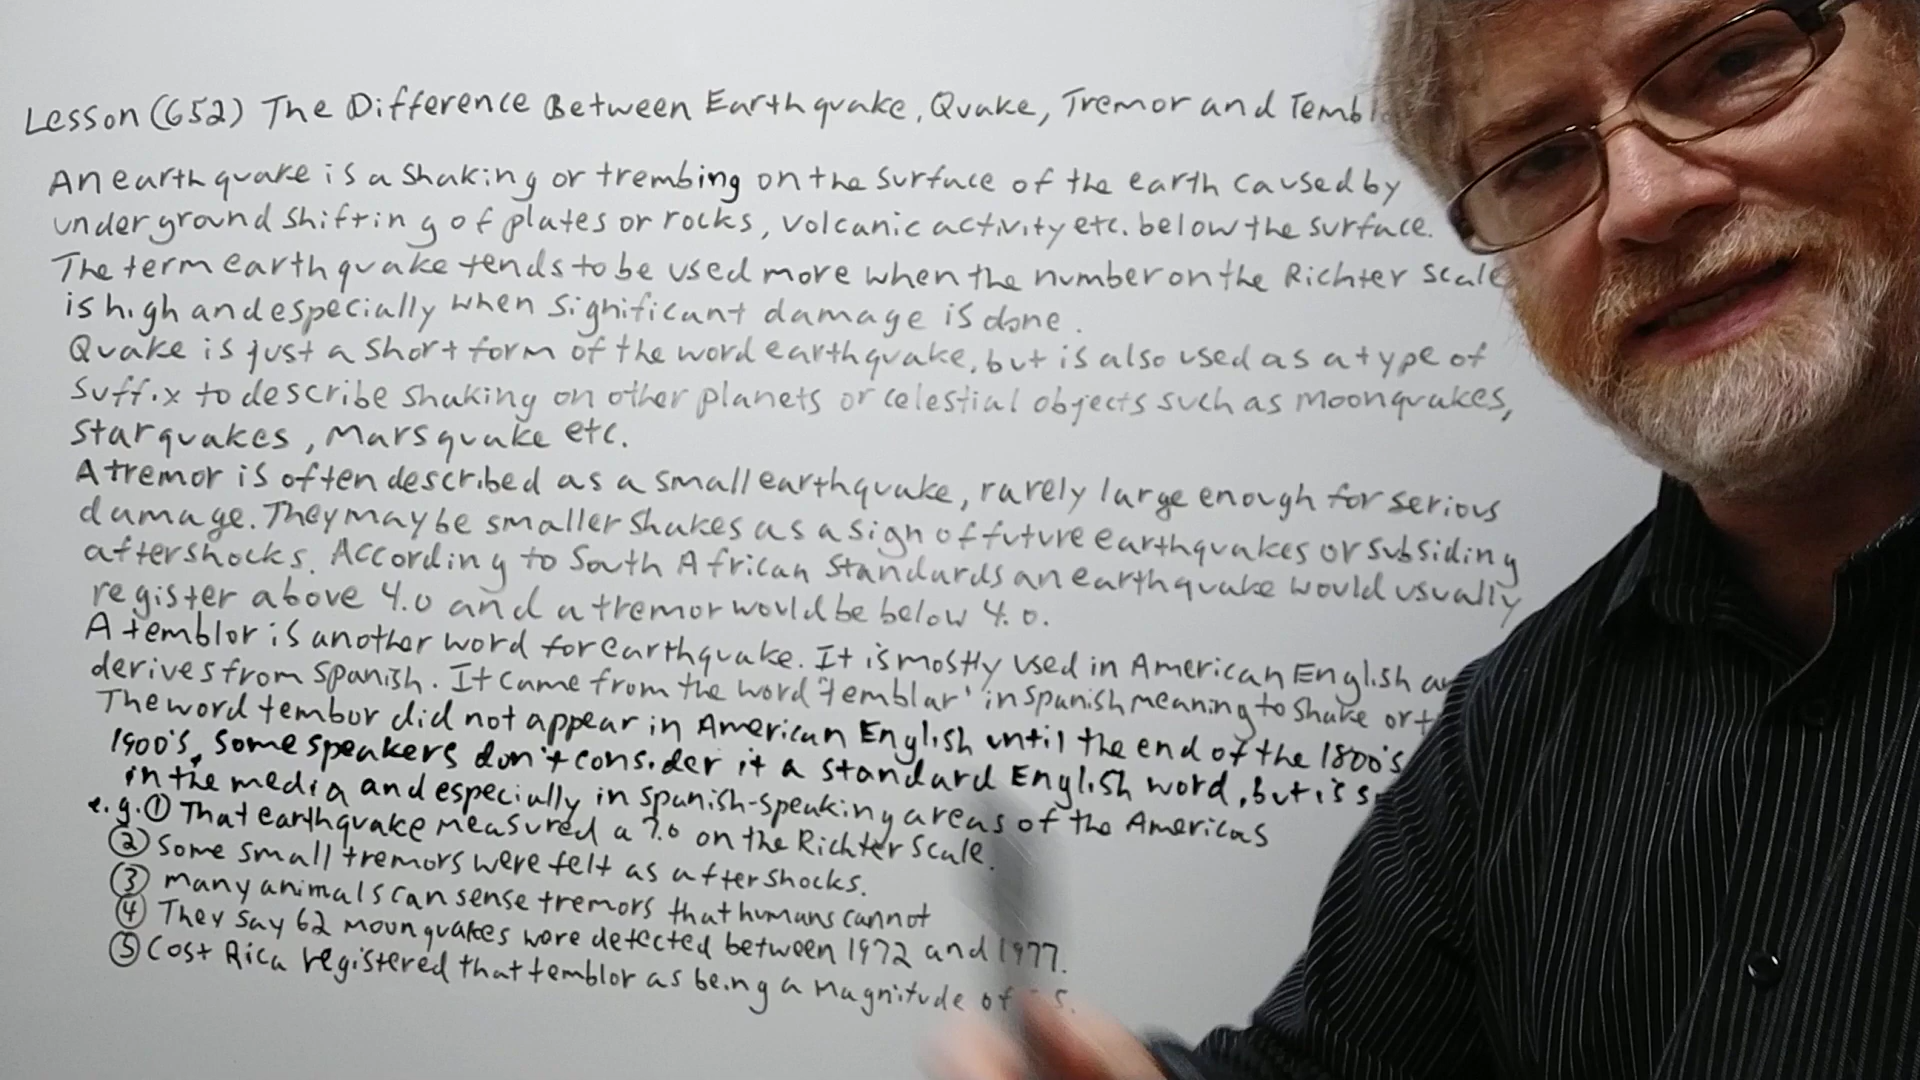 Lesson (652) The Difference Between Earthquake, Quake, Tremor and Tembl
An earthquake is a shaking or trembing on the surface of the earth caused by
underground shifting of plates or rocks, volcanic activity etc. below the surface.
The term earthquake tends to be used more when the number on the Richter scale
is high and especially when significant damage is done.
Quake is just a short form of the word earthquake, but is also used as a type of
suffix to describe shaking on other planets or celestial objects such as moonquakes,
starquakes, Marsquake etc.
A tremor is often described as a small earthquake, rarely large enough for serious
damage. They may be smaller shakes as a sign of future earthquakes or subsiding
aftershocks. According to South African standards an earthquake would usually
register above 4.0 and a tremor would be below 4.0.
A temblor is another word for earthquake. It is mostly used in American English
derives from Spanish. It came from the word 'temblar' in Spanish meaning to shake or
The word tembur did not appear in American English until the end of the 1800's
1900's, some speakers don't consider it a standard English word, but is
in the media and especially in Spanish-speaking areas of the Americas
e.g. ① That earthquake measured a 7.0 on the Richter scale.
② Some small tremors were felt as aftershocks.
③ Many animals can sense tremors that humans cannot
④ They say 62 moonquakes were detected between 1972 and 1977.
⑤ Cost Rica registered that temblor as being a magnitude of